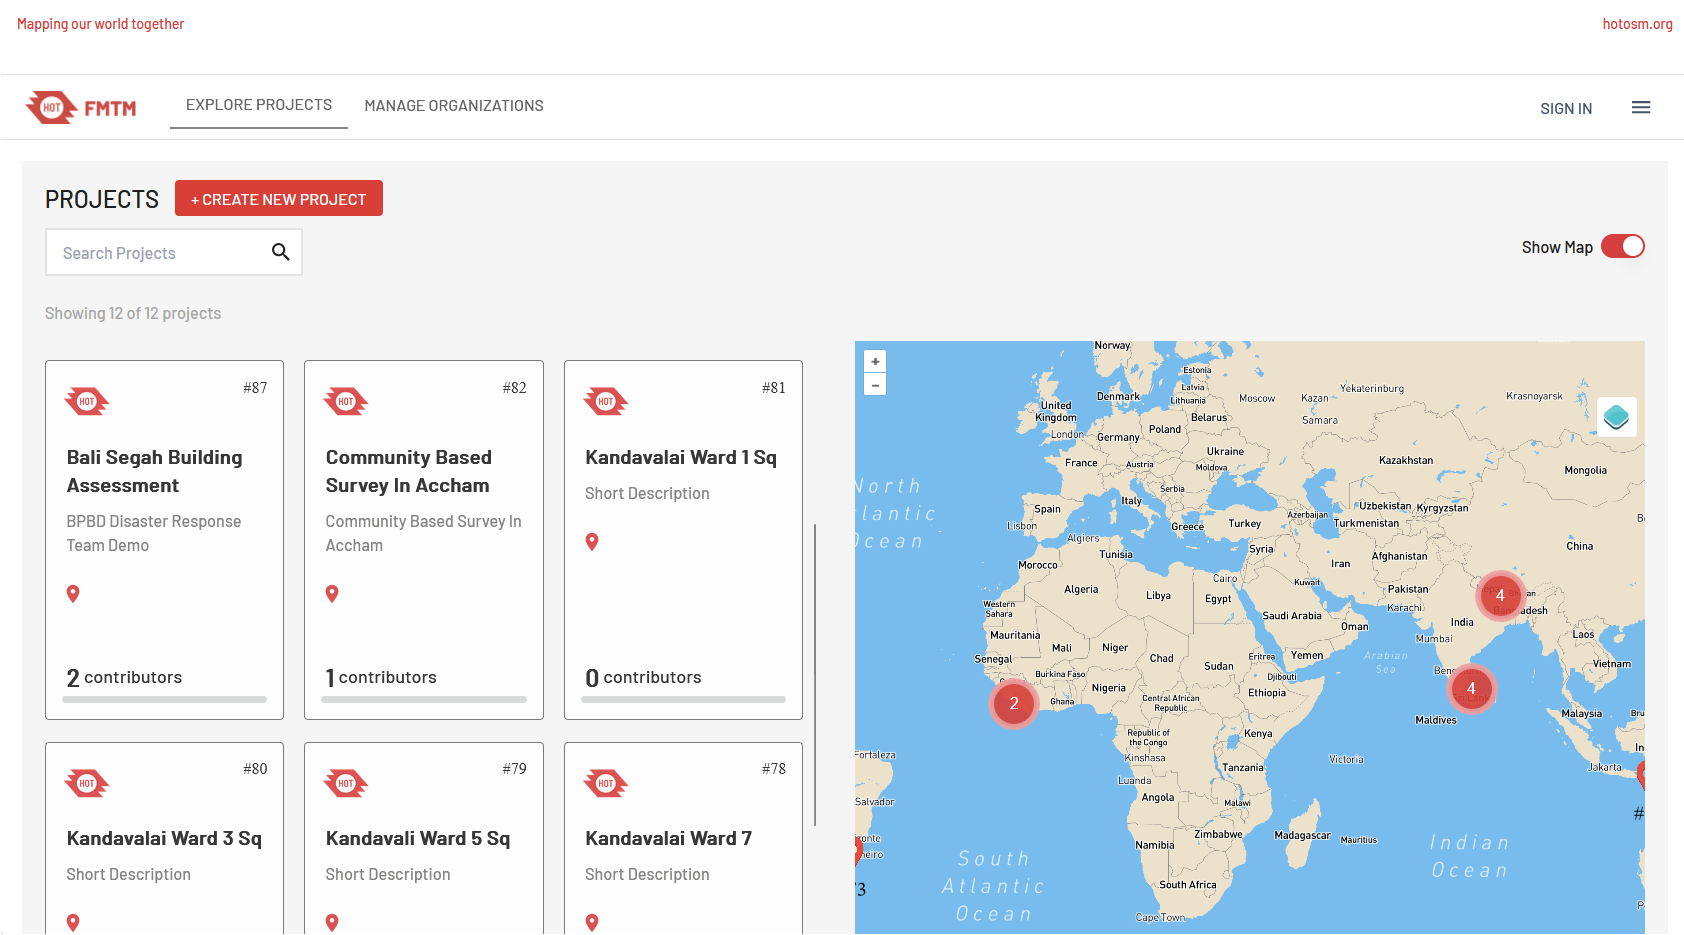 Mapping our world together
hotosm.org
HOT FMTM
EXPLORE PROJECTS
MANAGE ORGANIZATIONS
SIGN IN
PROJECTS
+ CREATE NEW PROJECT
Search Projects
Show Map
Showing 12 of 12 projects
HOT
#87
Bali Segah Building
Assessment
BPBD Disaster Response
Team Demo
2 contributors
HOT
#82
Community Based
Survey In Accham
Community Based Survey In
Accham
1 contributors
HOT
#81
Kandavalai Ward 1 Sq
Short Description
0 contributors
HOT
#80
Kandavalai Ward 3 Sq
Short Description
HOT
#79
Kandavali Ward 5 Sq
Short Description
HOT
#78
Kandavalai Ward 7
Short Description
+
-
Norway
Estonia
Latvia
Lithuania
Denmark
United
Kingdom
London
Belarus
Moscow
Kazan
Samara
Yekaterinburg
Krasnoyarsk
Germany
Poland
Ukraine
France
Austria
Moldova
Kazakhstan
Mongolia
North
Atlantic
Ocean
Serbia
Italy
Spain
Lisbon
Greece
Turkey
Azerbaijan
Uzbekistan
Kyrgyzstan
Turkmenistan
Algiers
Tunisia
Syria
Afghanistan
China
Morocco
Iran
Cairo
Kuwait
Algeria
Libya
Egypt
Pakistan
Karachi
4
Western
Sahara
Saudi Arabia
Oman
India
Mumbai
Mauritania
Mali
Niger
Chad
Sudan
Eritrea
Yemen
Arabian
Sea
Laos
Vietnam
Senegal
Burkina Faso
Nigeria
Djibouti
Ethiopia
4
2
Ghana
Central African
Republic
Maldives
Malaysia
Republic of
the Congo
Kinshasa
Kenya
Fortaleza
Victoria
Tanzania
Jakarta
Luanda
Angola
Malawi
Salvador
#
Zimbabwe
Madagascar
Mauritius
Namibia
Indian
Ocean
South
Atlantic
Ocean
South Africa
3
Cape Town